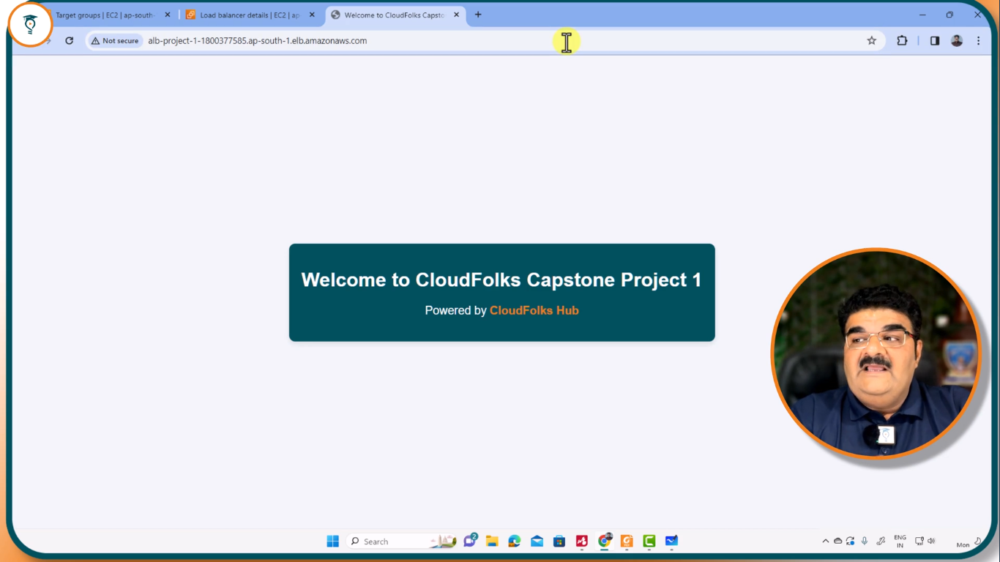 Target groups | EC2 | ap-south-
Load balancer details | EC2 | ap
Welcome to CloudFolks Capsto
Not secure
alb-project-1-1800377585.ap-south-1.elb.amazonaws.com
Welcome to CloudFolks Capstone Project 1
Powered by CloudFolks Hub
Search
2
ENG
IN
Mon